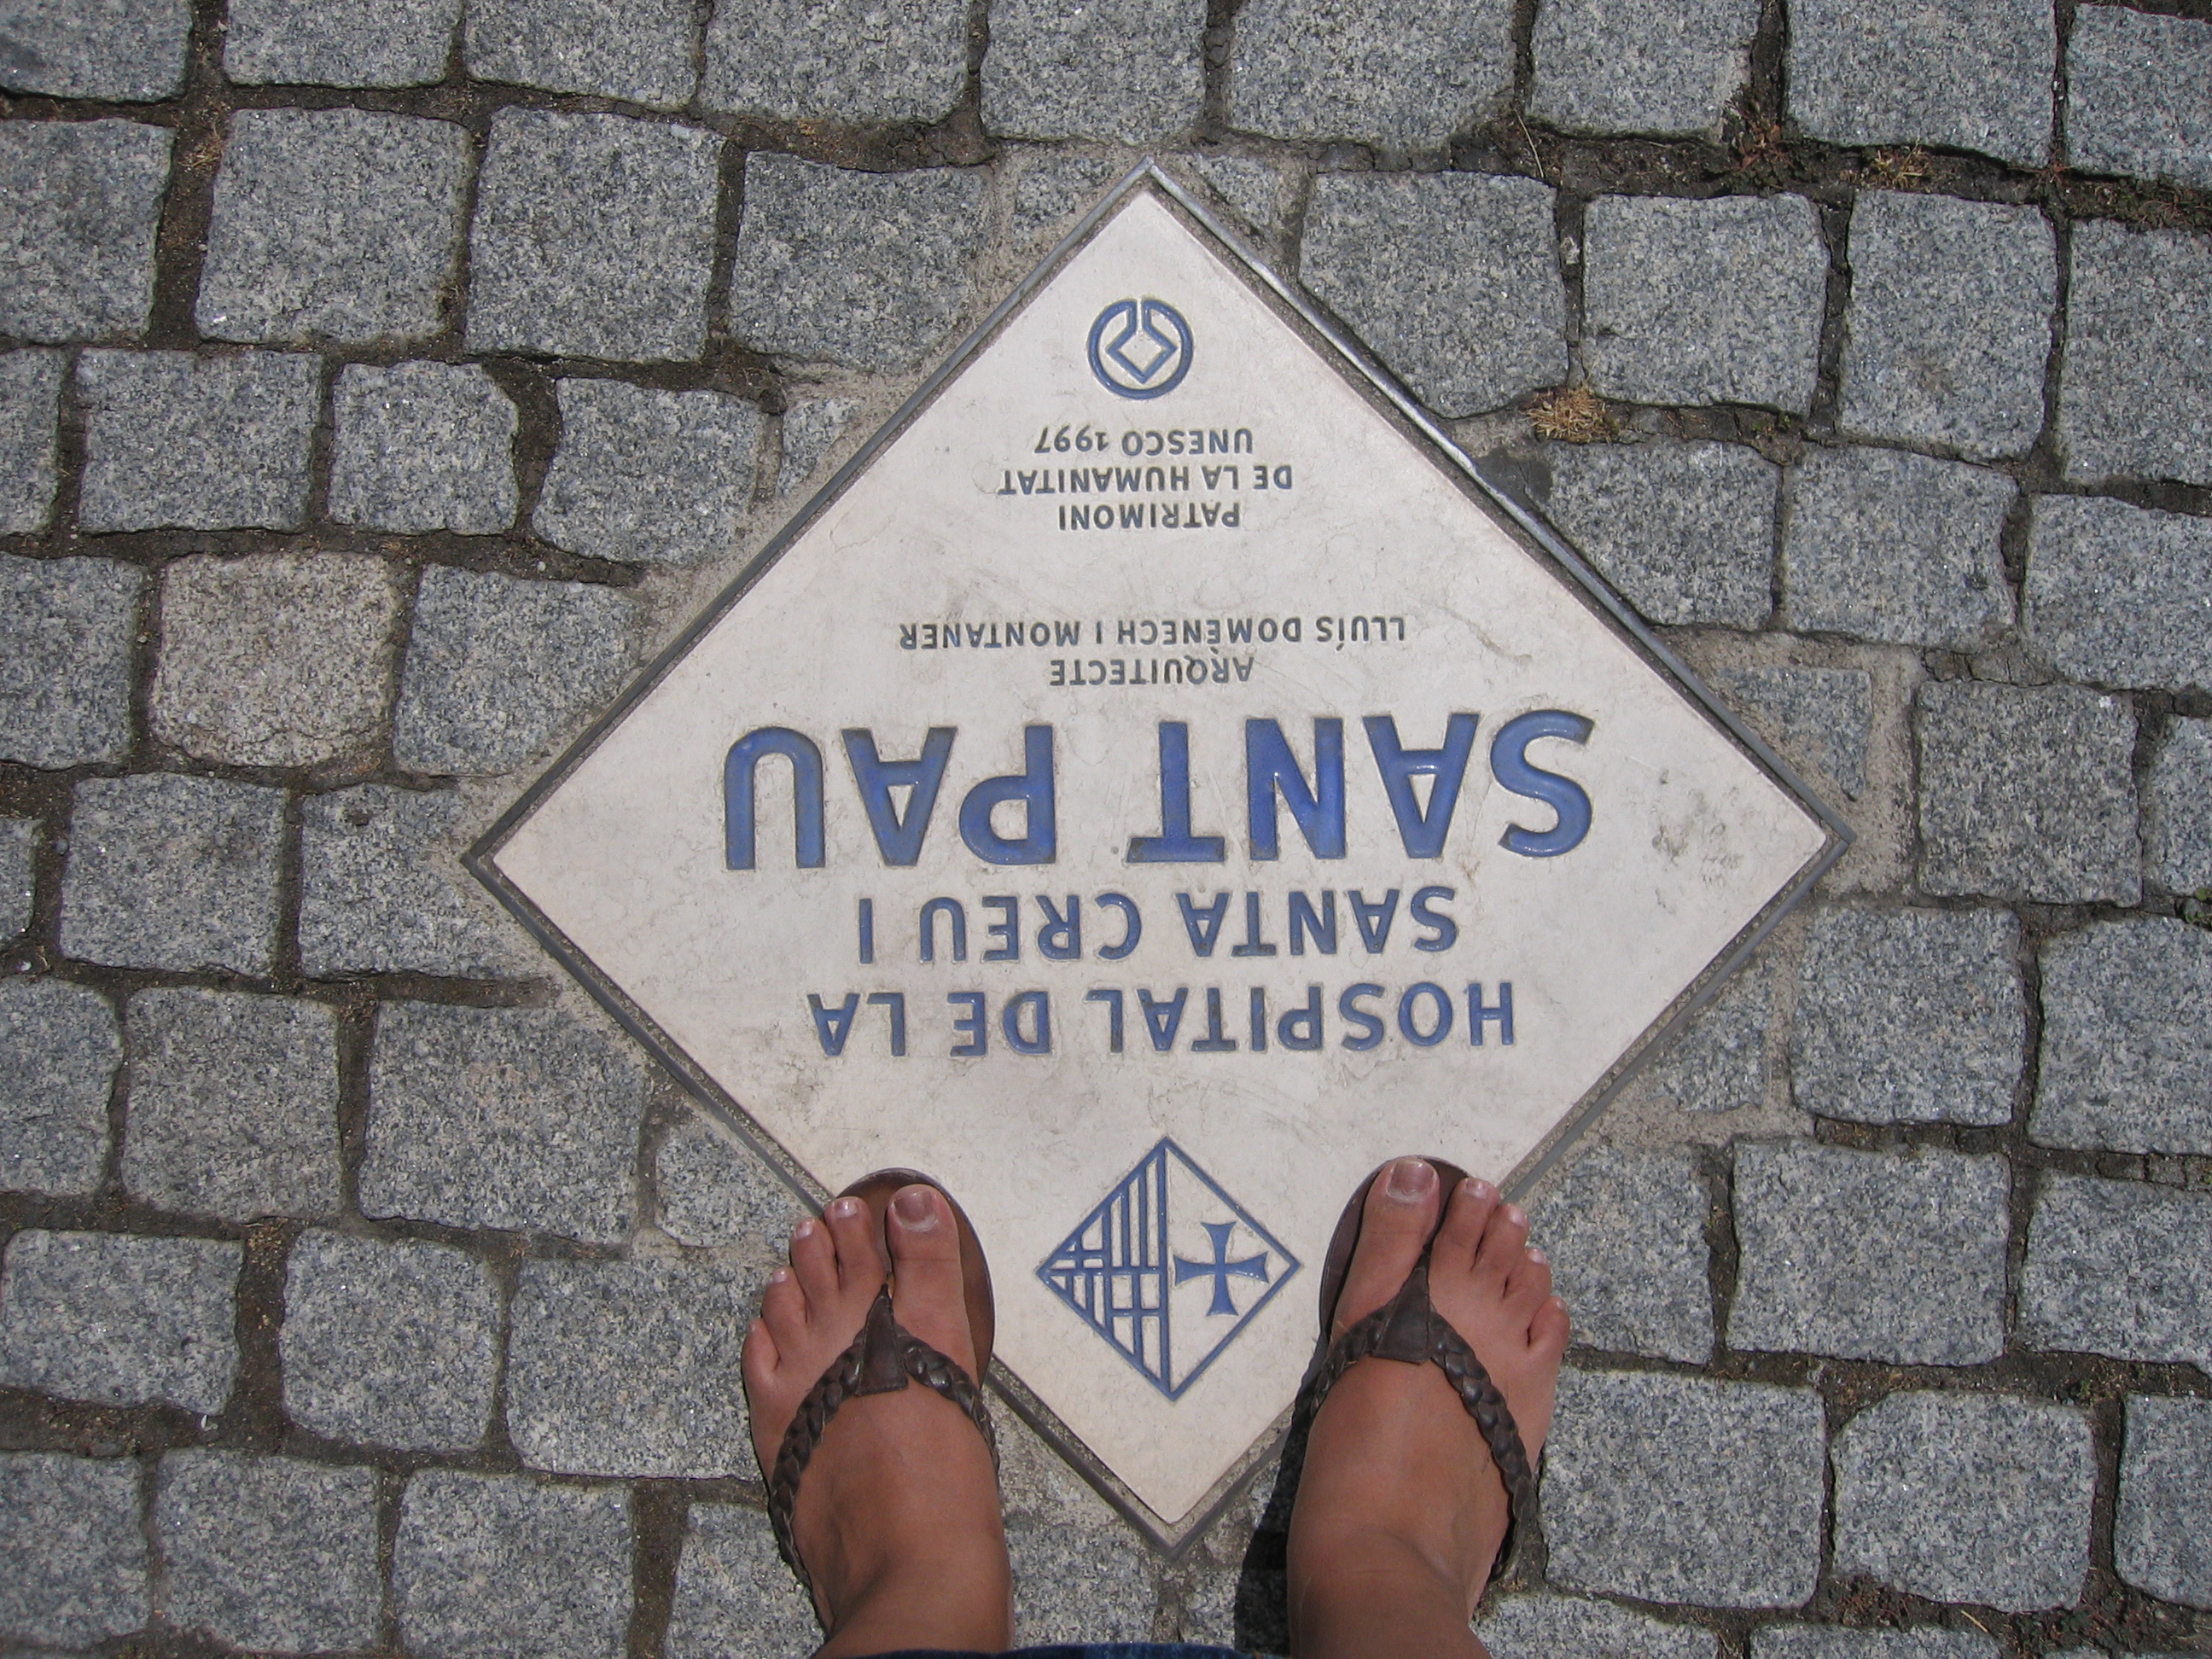 HOSPITAL DE LA
SANTA CREU I
SANT PAU
ARQUITECTE
LLUÍS DOMÈNECH I MONTANER
PATRIMONI
DE LA HUMANITAT
UNESCO 1997